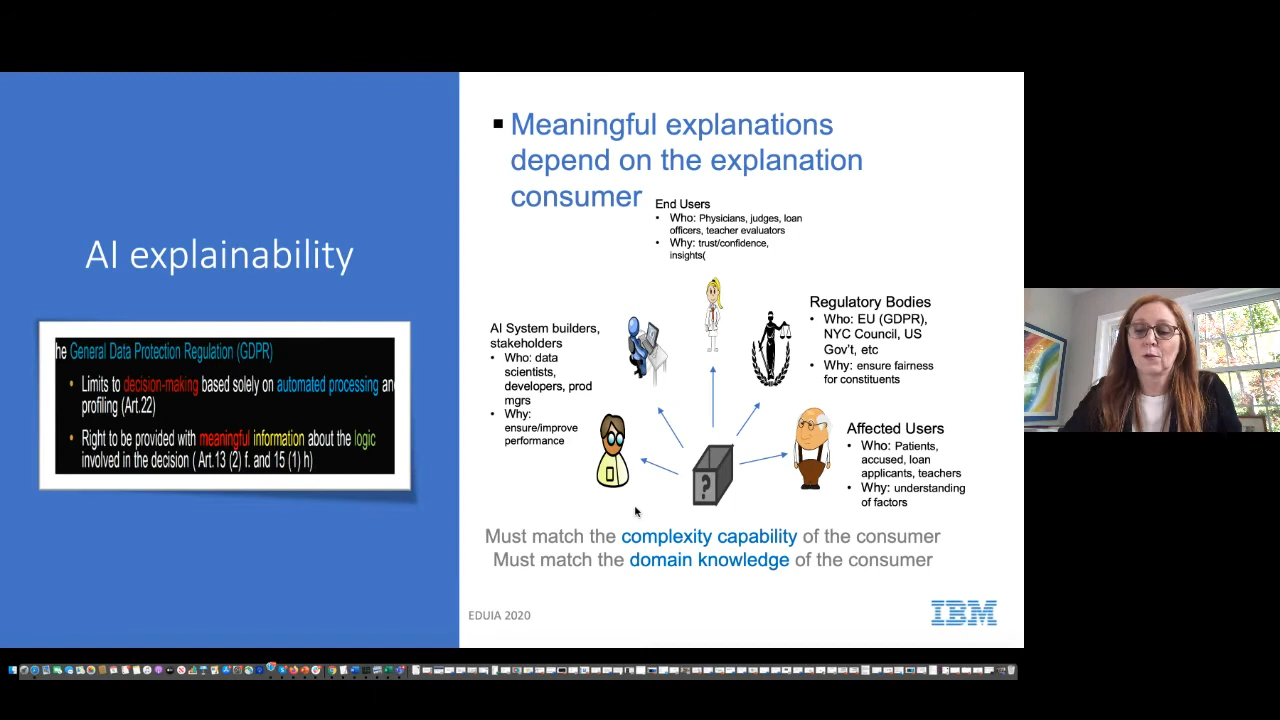 AI explainability
he General Data Protection Regulation (GDPR)
• Limits to decision-making based solely on automated processing an
profiling (Art.22)
• Right to be provided with meaningful information about the logic
involved in the decision ( Art.13 (2) f. and 15 (1) h)
▪ Meaningful explanations
depend on the explanation
consumer
End Users
• Who: Physicians, judges, loan
officers, teacher evaluators
• Why: trust/confidence,
insights(
AI System builders,
stakeholders
• Who: data
scientists,
developers, prod
mgrs
• Why:
ensure/improve
performance
Regulatory Bodies
• Who: EU (GDPR),
NYC Council, US
Gov't, etc
• Why: ensure fairness
for constituents
Affected Users
• Who: Patients,
accused, loan
applicants, teachers
• Why: understanding
of factors
?
Must match the complexity capability of the consumer
Must match the domain knowledge of the consumer
EDUIA 2020
IBM